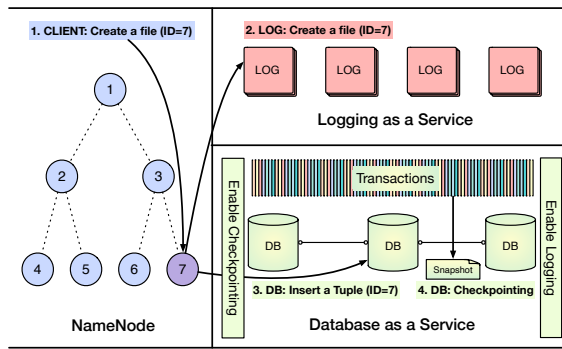 1. CLIENT: Create a file (ID=7)
1
2
3
4
5
6
7
NameNode
2. LOG: Create a file (ID=7)
LOG
LOG
LOG
LOG
Logging as a Service
Enable Checkpointing
Transactions
Enable Logging
DB
DB
DB
Snapshot
3. DB: Insert a Tuple (ID=7)
4. DB: Checkpointing
Database as a Service